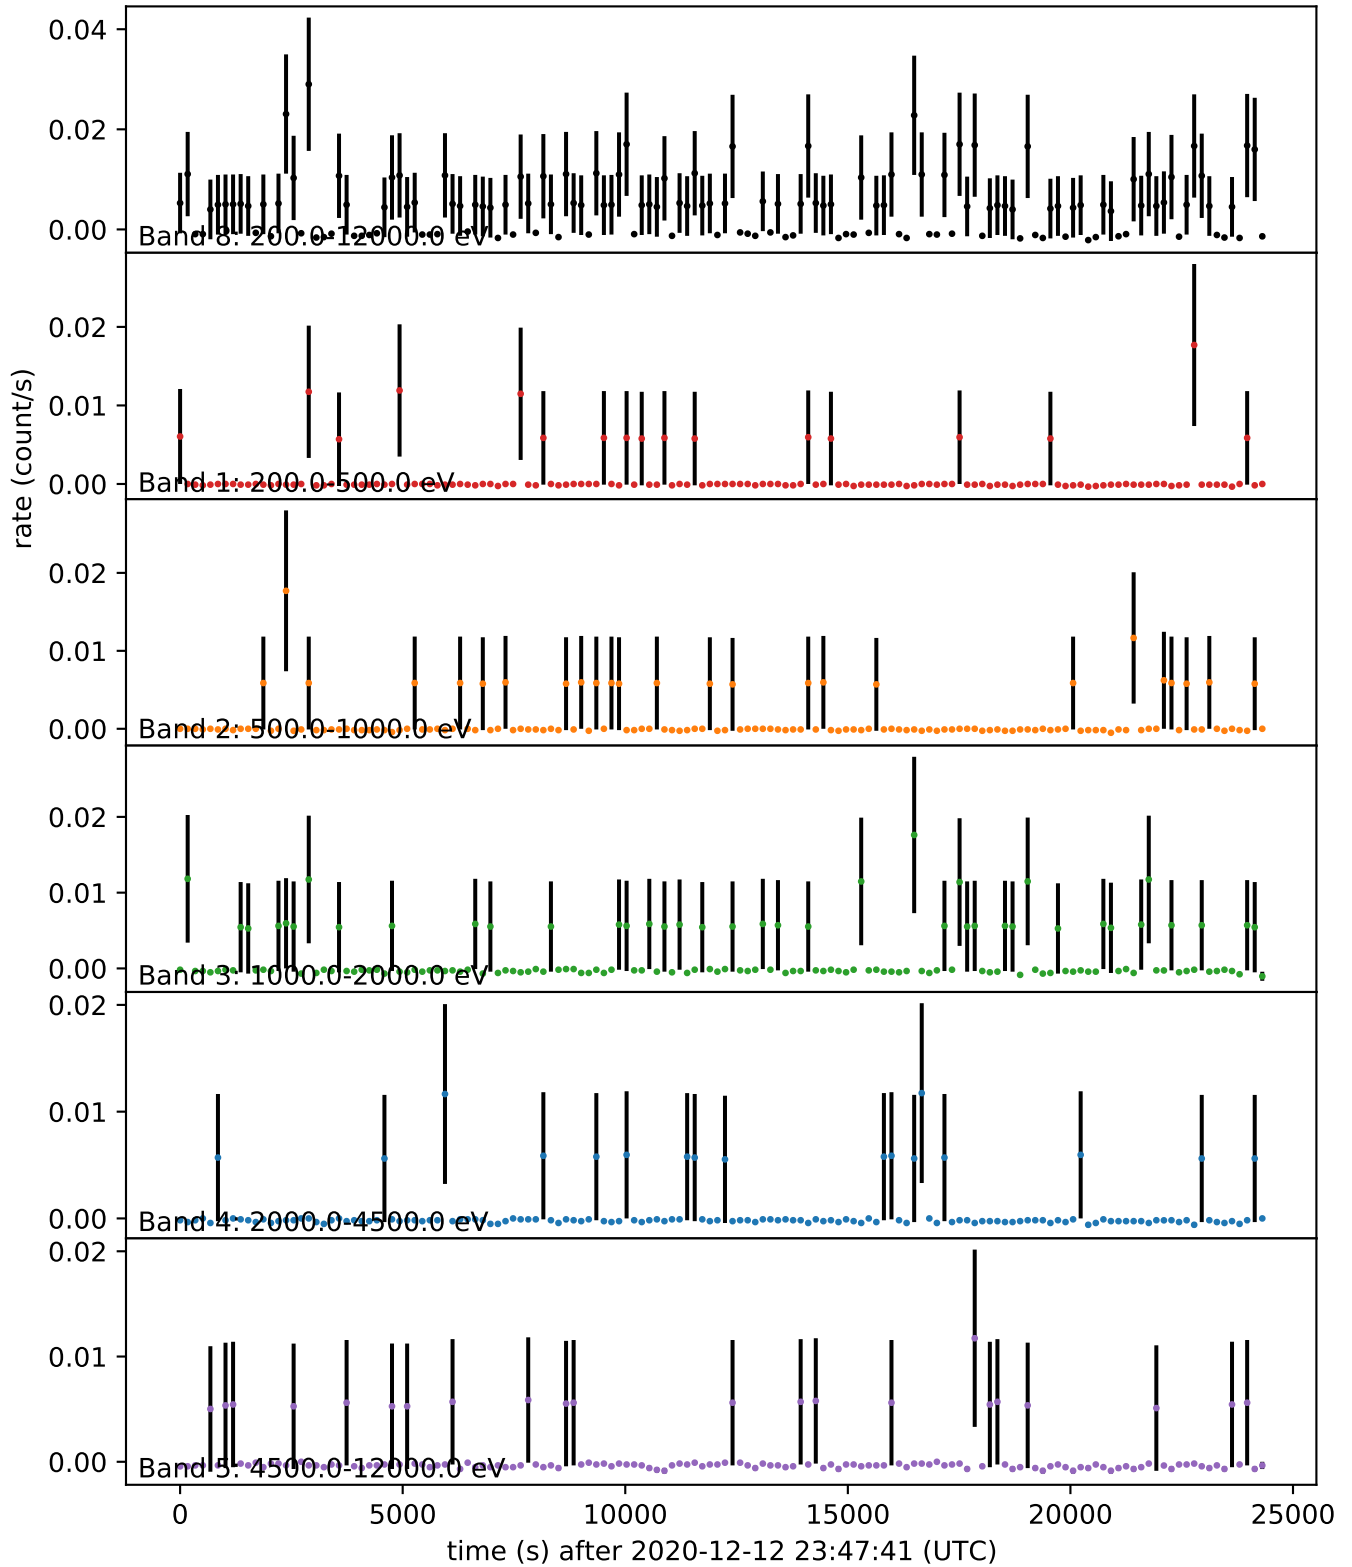 0.04
0.02
0.00
Band 8: 200.0-12000.0 eV
0.02
0.01
0.00
Band 1: 200.0-500.0 eV
rate (count/s)
0.02
0.01
0.00
Band 2: 500.0-1000.0 eV
0.02
0.01
0.00
Band 3: 1000.0-2000.0 eV
0.02
0.01
0.00
Band 4: 2000.0-4500.0 eV
0.02
0.01
0.00
Band 5: 4500.0-12000.0 eV
0 5000 10000 15000 20000 25000
time (s) after 2020-12-12 23:47:41 (UTC)